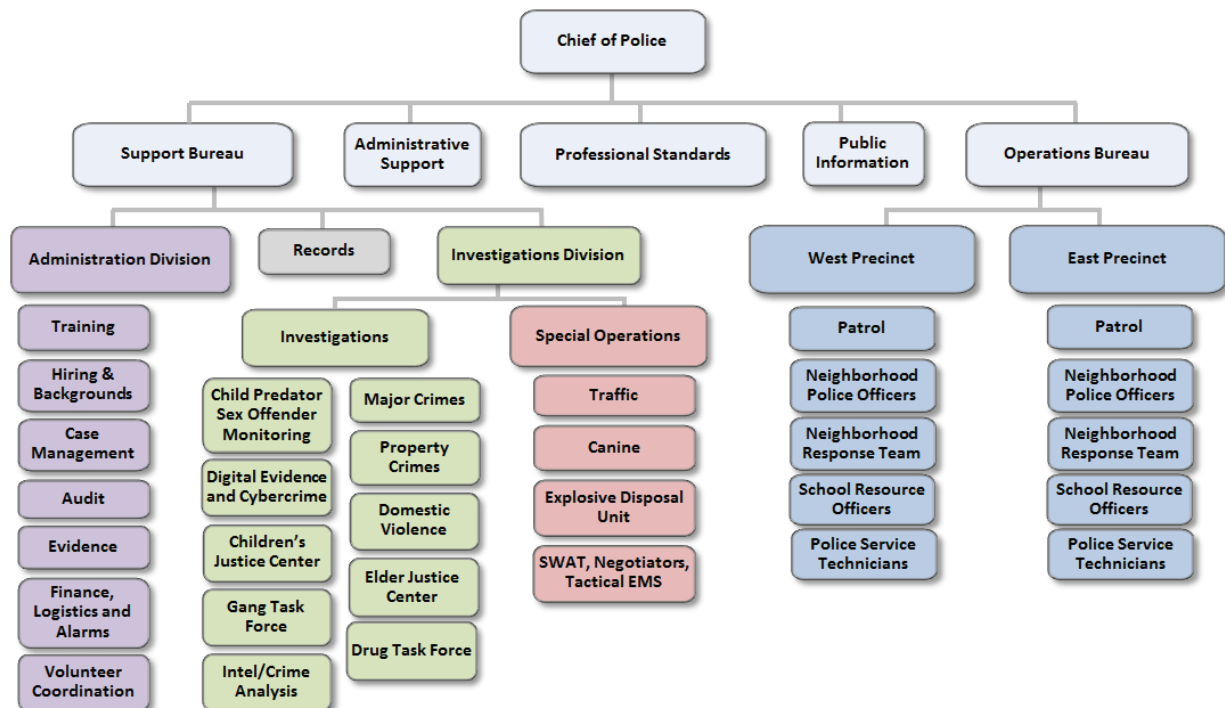 Chief of Police
Support Bureau
Administrative
Support
Professional Standards
Public
Information
Operations Bureau
Administration Division
Records
Investigations Division
West Precinct
East Precinct
Training
Hiring &
Backgrounds
Case
Management
Audit
Evidence
Finance,
Logistics and
Alarms
Volunteer
Coordination
Investigations
Child Predator
Sex Offender
Monitoring
Digital Evidence
and Cybercrime
Children's
Justice Center
Gang Task
Force
Intel/Crime
Analysis
Major Crimes
Property
Crimes
Domestic
Violence
Elder Justice
Center
Drug Task Force
Special Operations
Traffic
Canine
Explosive Disposal
Unit
SWAT, Negotiators,
Tactical EMS
Patrol
Neighborhood
Police Officers
Neighborhood
Response Team
School Resource
Officers
Police Service
Technicians
Patrol
Neighborhood
Police Officers
Neighborhood
Response Team
School Resource
Officers
Police Service
Technicians